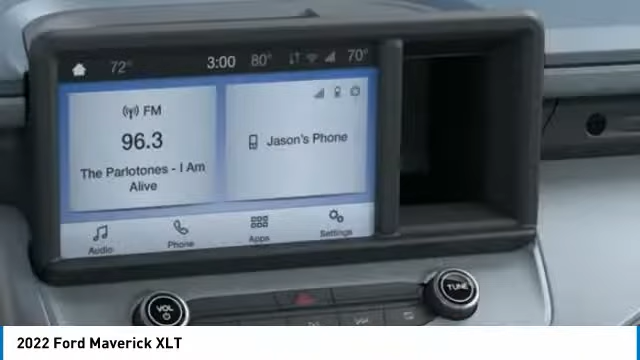 72° 3:00 80° 70°
FM
96.3
The Parlotones - I Am
Alive
Jason's Phone
Audio Phone Apps Settings
VOL
TUNE
2022 Ford Maverick XLT